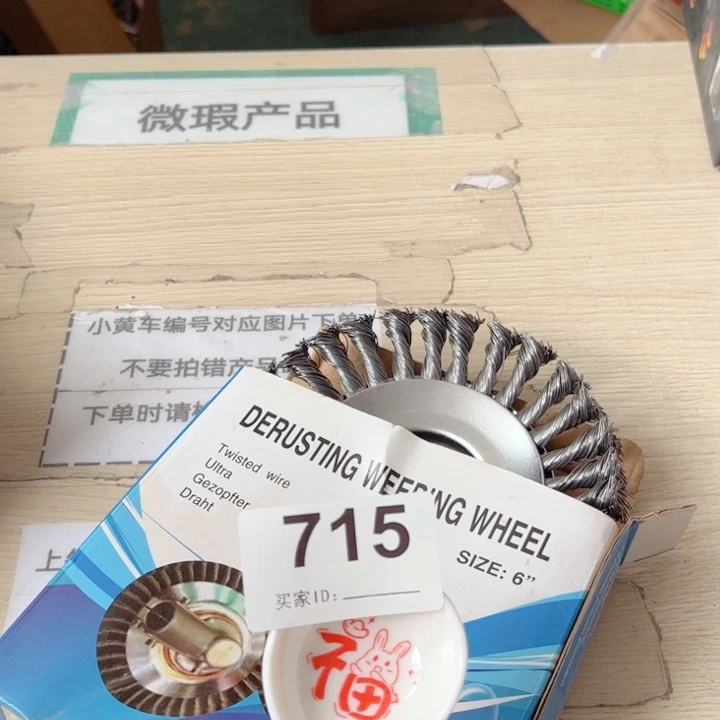 微瑕产品
小黄车编号对应图片下单
不要拍错产品
下单时请
DERUSTING WEEDING WHEEL
Twisted wire
Ultra
Gezopfter
Draht
SIZE: 6"
715
买家ID:
上
福